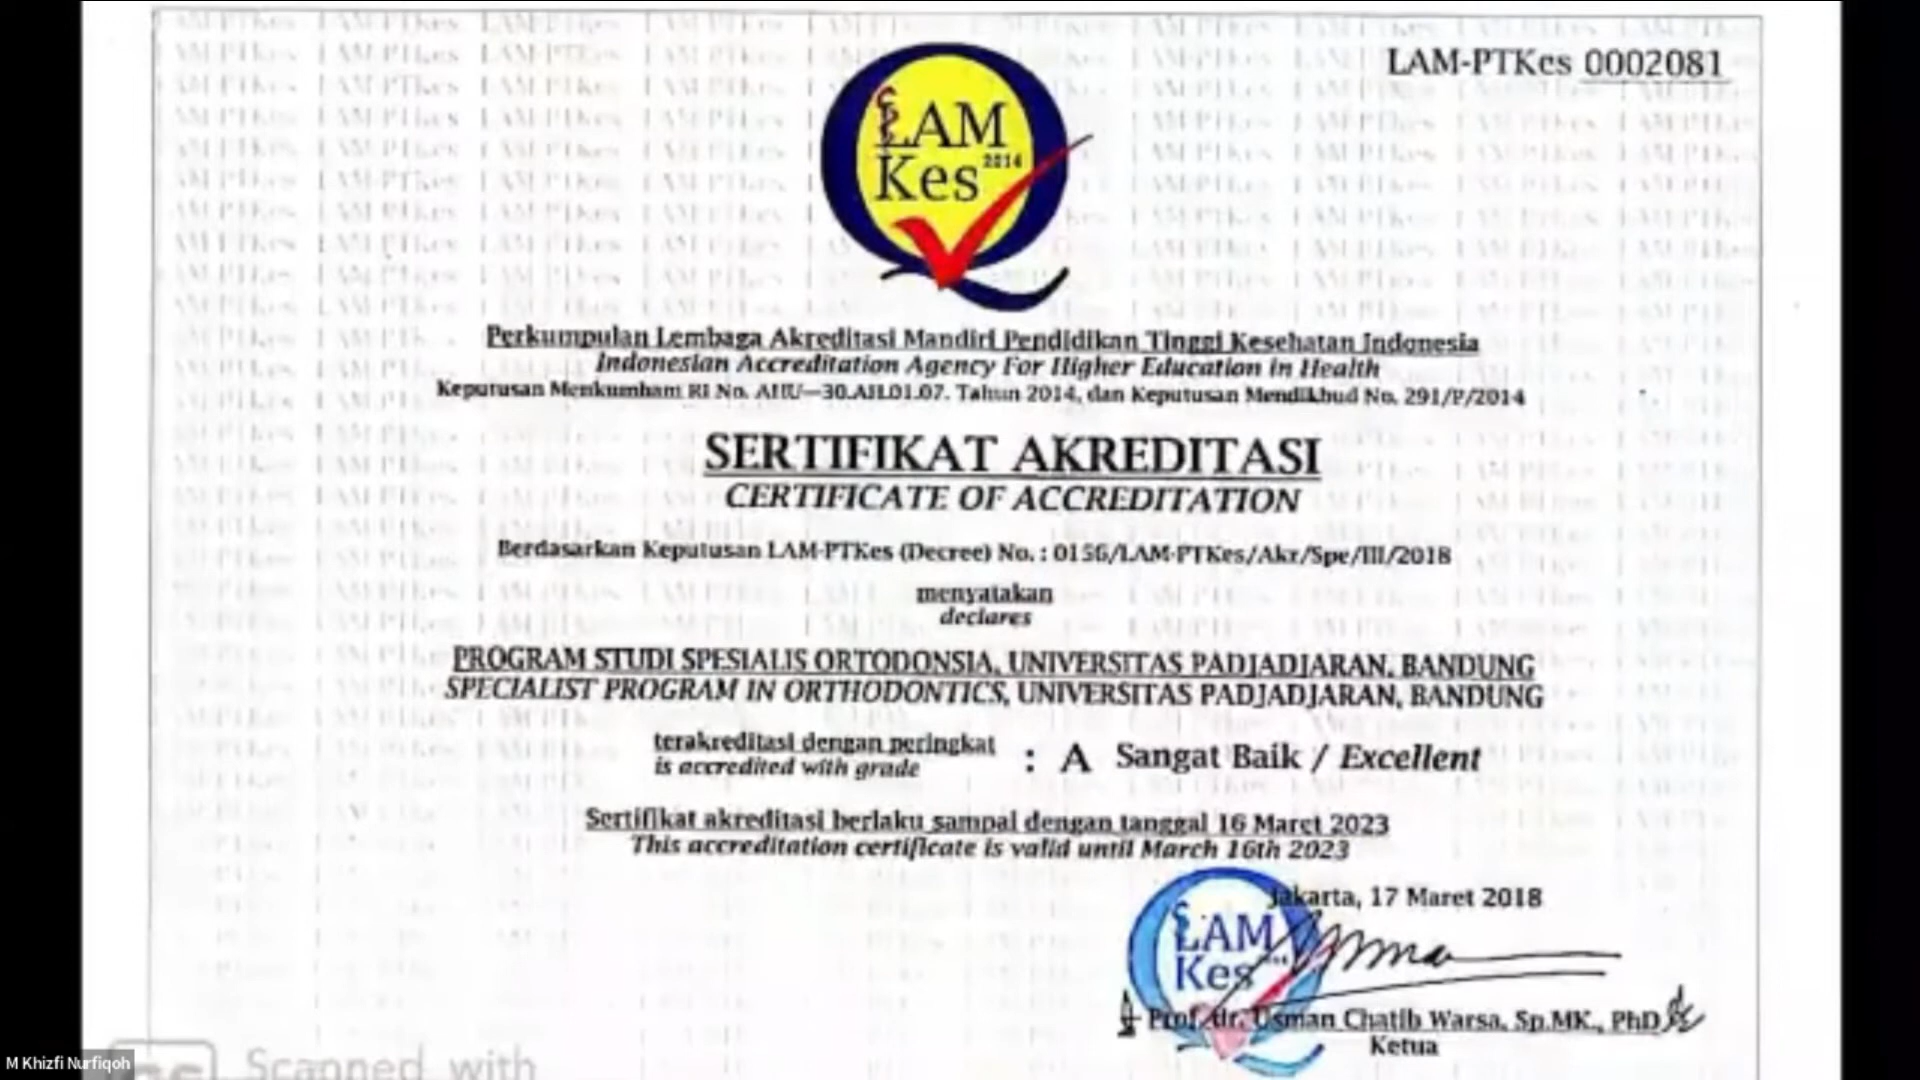 LAM-PTKes 0002081
LAM
Kes 2014
Perkumpulan Lembaga Akreditasi Mandiri Pendidikan Tinggi Kesehatan Indonesia
Indonesian Accreditation Agency For Higher Education in Health
Keputusan Menkumham RI No. AHU—30.AH.01.07. Tahun 2014, dan Keputusan Mendikbud No. 291/P/2014
SERTIFIKAT AKREDITASI
CERTIFICATE OF ACCREDITATION
Berdasarkan Keputusan LAM-PTKes (Decree) No. : 0156/LAM-PTKes/Akr/Spe/III/2018
menyatakan
declares
PROGRAM STUDI SPESIALIS ORTODONSIA, UNIVERSITAS PADJADJARAN, BANDUNG
SPECIALIST PROGRAM IN ORTHODONTICS, UNIVERSITAS PADJADJARAN, BANDUNG
terakreditasi dengan peringkat : A Sangat Baik / Excellent
is accredited with grade
Sertifikat akreditasi berlaku sampai dengan tanggal 16 Maret 2023
This accreditation certificate is valid until March 16th 2023
Jakarta, 17 Maret 2018
LAM
Kes
Prof. dr. Usman Chatib Warsa, Sp.MK., PhD
Ketua
Scanned with
M Khizfi Nurfiqoh